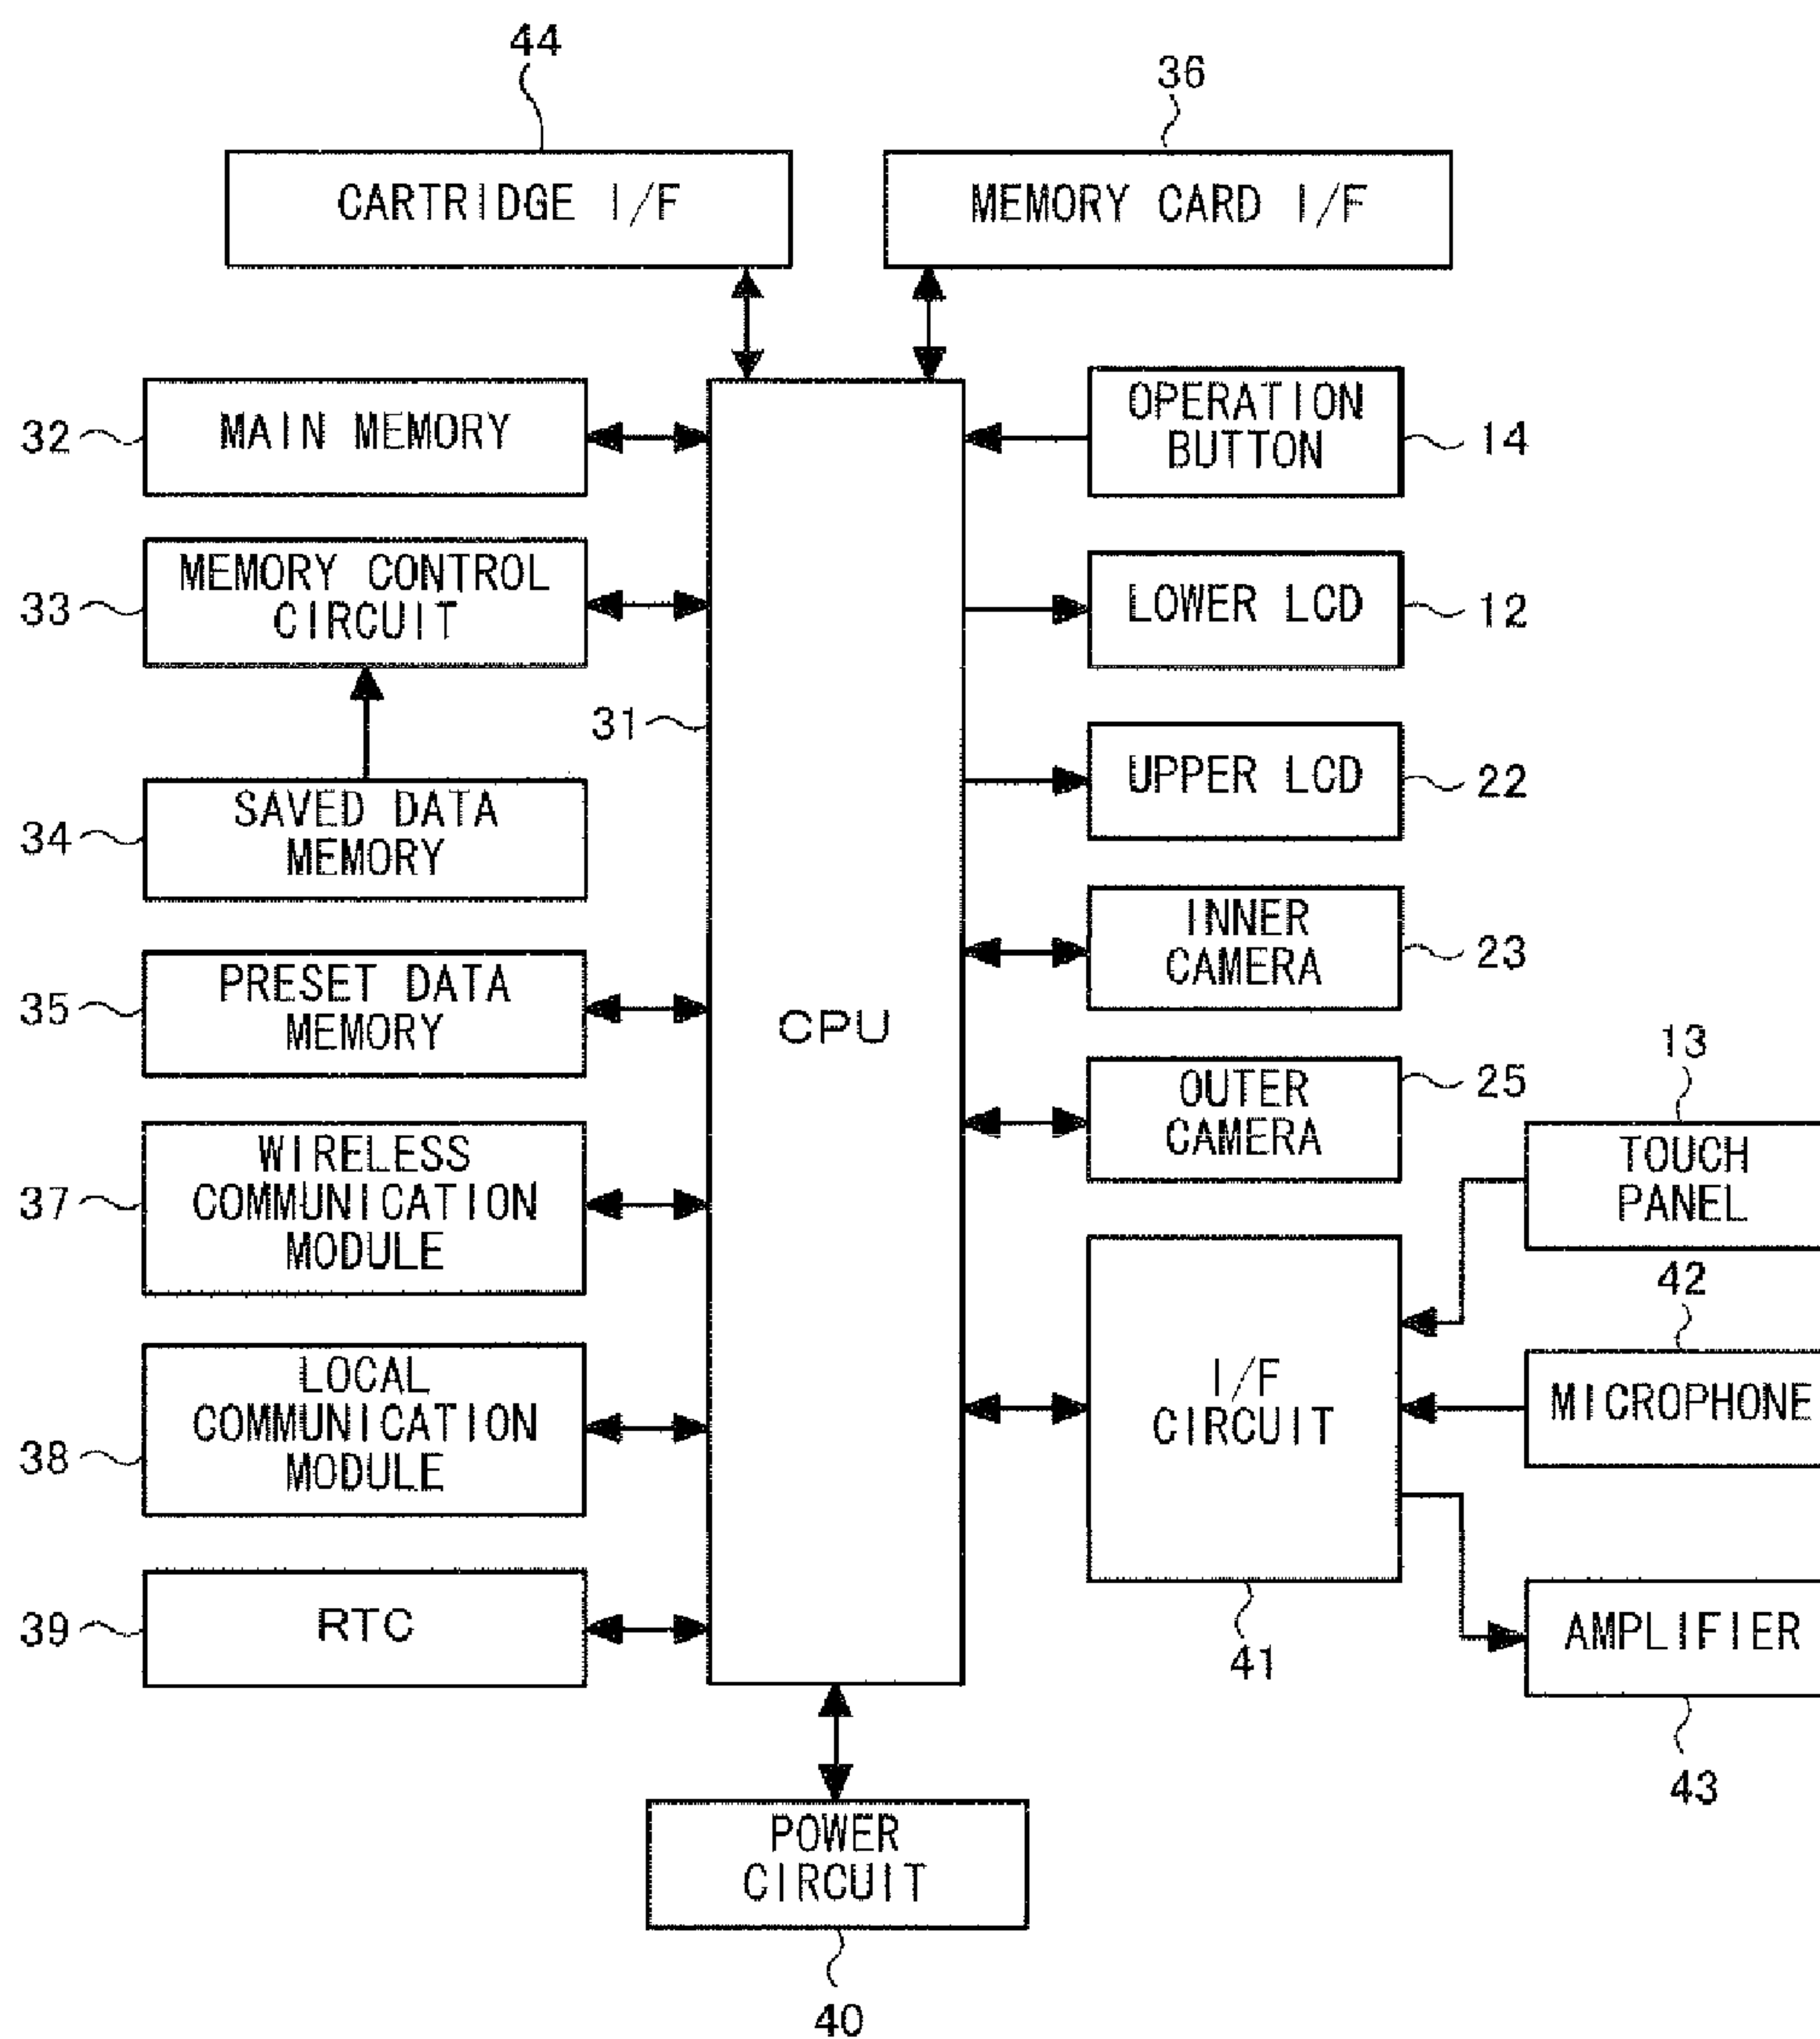 44
36
CARTRIDGE I/F
MEMORY CARD I/F
32
MAIN MEMORY
OPERATION
BUTTON
14
33
MEMORY CONTROL
CIRCUIT
LOWER LCD
12
31
34
SAVED DATA
MEMORY
UPPER LCD
22
35
PRESET DATA
MEMORY
CPU
INNER
CAMERA
23
OUTER
CAMERA
25
13
TOUCH
PANEL
37
WIRELESS
COMMUNICATION
MODULE
42
38
LOCAL
COMMUNICATION
MODULE
I/F
CIRCUIT
MICROPHONE
39
RTC
41
AMPLIFIER
43
POWER
CIRCUIT
40